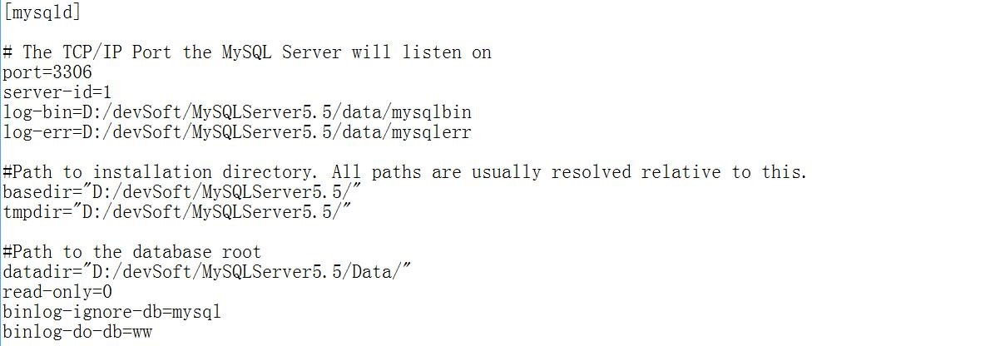 [mysqld]
# The TCP/IP Port the MySQL Server will listen on
port=3306
server-id=1
log-bin=D:/devSoft/MySQLServer5.5/data/mysqlbin
log-err=D:/devSoft/MySQLServer5.5/data/mysqlerr
#Path to installation directory. All paths are usually resolved relative to this.
basedir="D:/devSoft/MySQLServer5.5/"
tmpdir="D:/devSoft/MySQLServer5.5/"
#Path to the database root
datadir="D:/devSoft/MySQLServer5.5/Data/"
read-only=0
binlog-ignore-db=mysql
binlog-do-db=ww